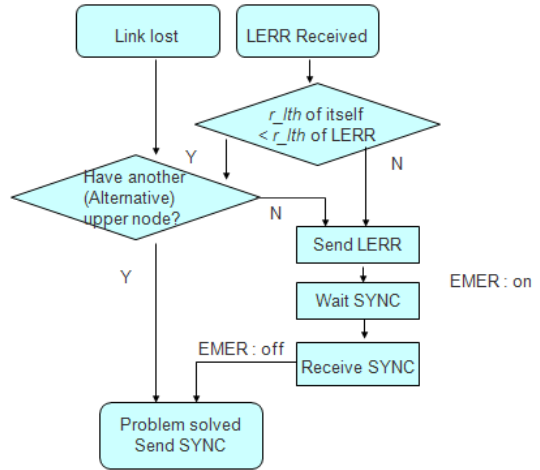 Link lost
LERR Received
r_lth of itself
< r_lth of LERR
Y
N
Have another
(Alternative)
upper node?
N
Send LERR
Y
EMER : on
Wait SYNC
EMER : off
Receive SYNC
Problem solved
Send SYNC